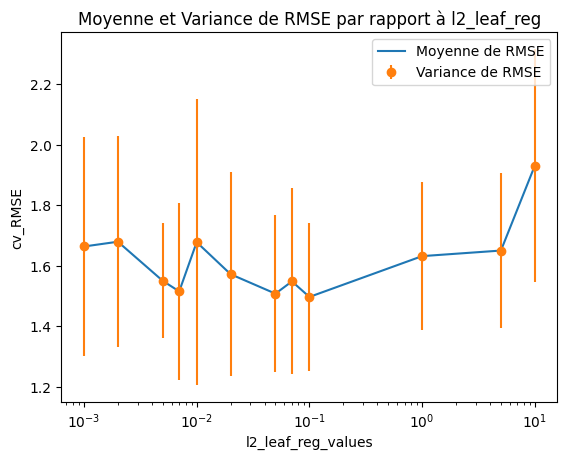 Moyenne et Variance de RMSE par rapport à l2_leaf_reg
Moyenne de RMSE
Variance de RMSE
cv_RMSE
2.2
2.0
1.8
1.6
1.4
1.2
10⁻³ 10⁻² 10⁻¹ 10⁰ 10¹
l2_leaf_reg_values